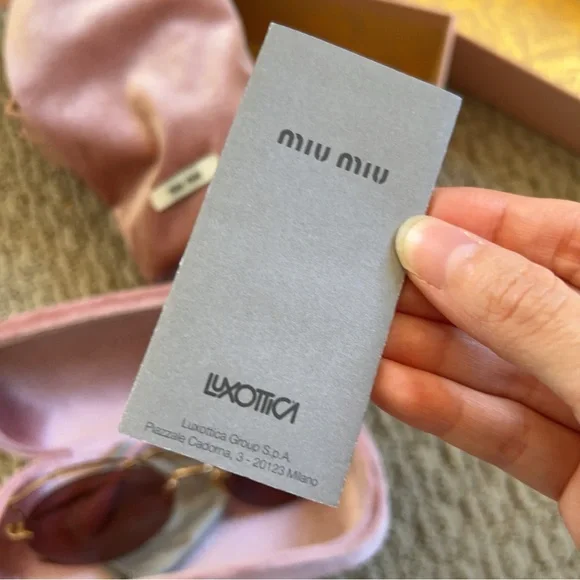 miu miu
LUXOTTICA
Luxottica Group S.p.A.
Piazzale Cadorna, 3 - 20123 Milano